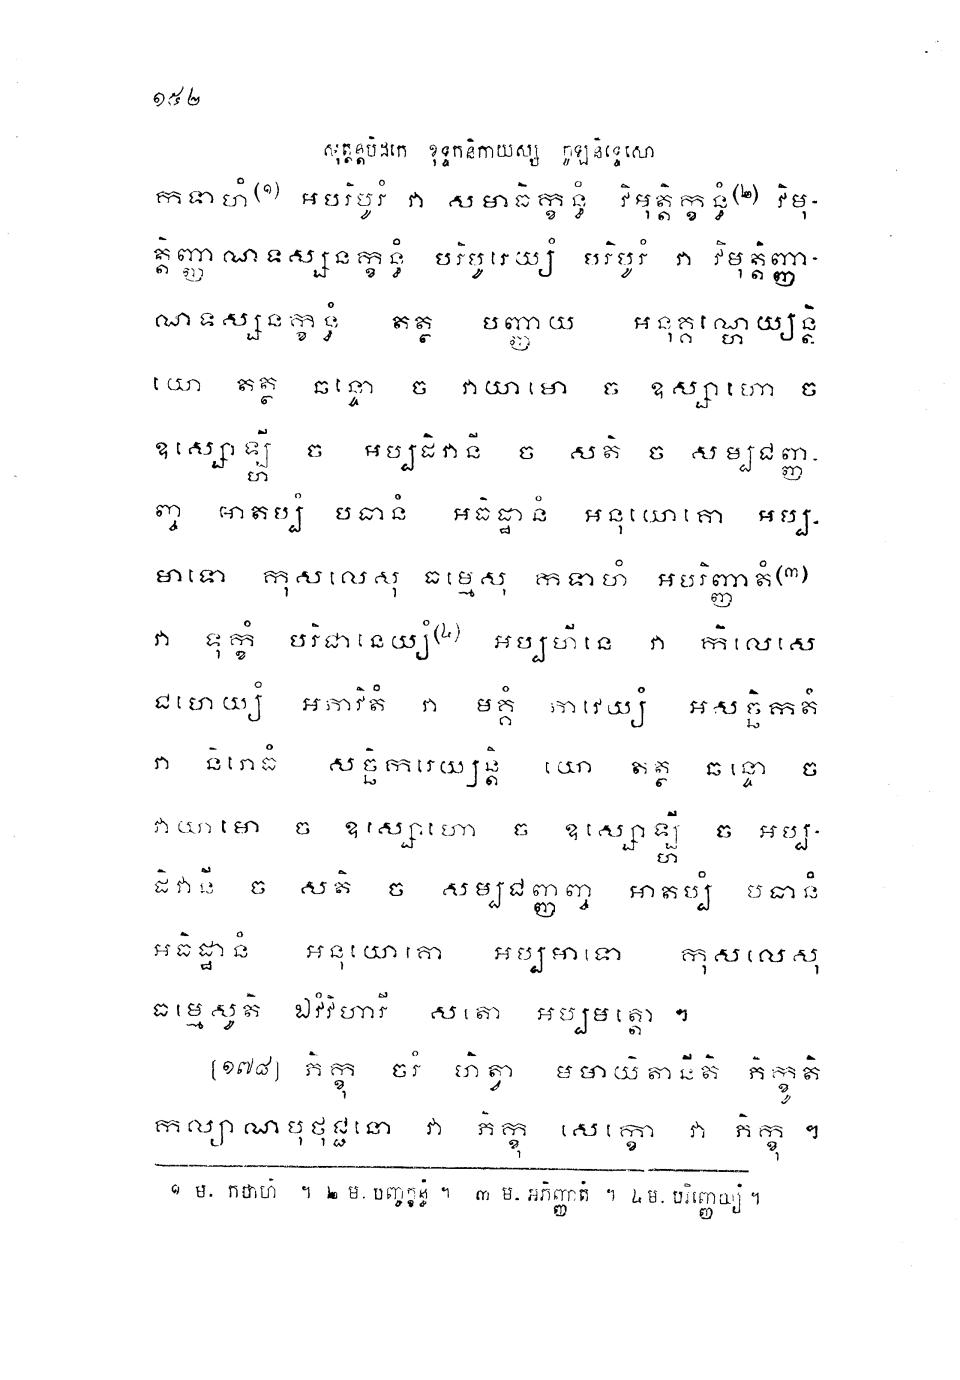 ១៥២
សុត្តន្តបិដកេ ខុទ្ទកនិកាយស្ស ចូឡនិទ្ទេសោ
កទាហំ(១) អបរិបូរំ វា សមាធិក្ខន្ធំ វិមុត្តិក្ខន្ធំ(២) វិមុ-
ត្តិញ្ញាណទស្សនក្ខន្ធំ បរិបូរេយ្យំ បរិបូរំ វា វិមុត្តិញ្ញា-
ណទស្សនក្ខន្ធំ តត្ថ បញ្ញាយ អនុគ្គណ្ហេយ្យន្តិ
យោ តត្ថ ឆន្ទោ ច វាយាមោ ច ឧស្សាហោ ច
ឧស្សោឡ្ហី ច អប្បដិវានី ច សតិ ច សម្បជញ្ញ-
ញ្ច អាតប្បំ បធានំ អធិដ្ឋានំ អនុយោគោ អប្ប-
មាទោ កុសលេសុ ធម្មេសុ កទាហំ អបរិញ្ញាតំ(៣)
វា ទុក្ខំ បរិជានេយ្យំ(៤) អប្បហីនេ វា កិលេសេ
ជហេយ្យំ អភាវិតំ វា មគ្គំ ភាវេយ្យំ អសច្ឆិកតំ
វា និរោធំ សច្ឆិករេយ្យន្តិ យោ តត្ថ ឆន្ទោ ច
វាយាមោ ច ឧស្សោហោ ច ឧស្សោឡ្ហី ច អប្ប-
ដិវានី ច សតិ ច សម្បជញ្ញញ្ច អាតប្បំ បធានំ
អធិដ្ឋានំ អនុយោគោ អប្បមាទោ កុសលេសុ
ធម្មេសូតិ ឯវំវិហារី សតោ អប្បមត្តោ ។
[១៧៨] ភិក្ខុ ចរំ ហិត្វា មមាយិតានីតិ ភិក្ខូតិ
កល្យាណបុថុជ្ជនោ វា ភិក្ខុ សេក្ខោ វា ភិក្ខុ ។
១ ម. កថាហំ ។ ២ ម. បញ្ចក្ខន្ធំ ។ ៣ ម. អភិញ្ញាតំ ។ ៤ ម. បរិញ្ញេយ្យំ ។